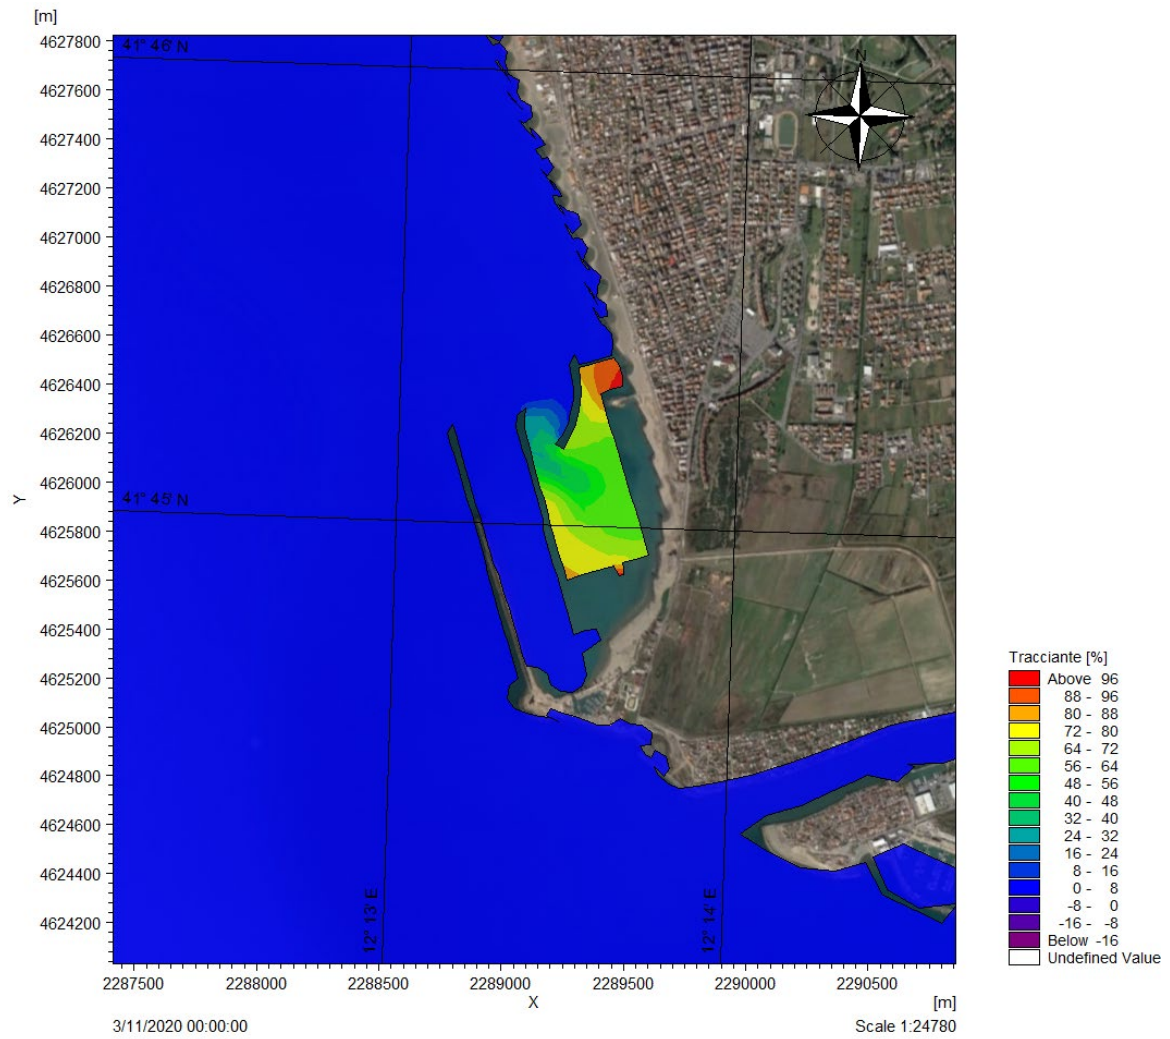 [m]
4627800
4627600
4627400
4627200
4627000
4626800
4626600
4626400
4626200
4626000
4625800
4625600
4625400
4625200
4625000
4624800
4624600
4624400
4624200
Y
41° 46' N
41° 45' N
12° 13' E
12° 14' E
N
2287500 2288000 2288500 2289000 2289500 2290000 2290500
X
[m]
3/11/2020 00:00:00
Scale 1:24780
Tracciante [%]
Above 96
88 - 96
80 - 88
72 - 80
64 - 72
56 - 64
48 - 56
40 - 48
32 - 40
24 - 32
16 - 24
8 - 16
0 - 8
-8 - 0
-16 - -8
Below -16
Undefined Value